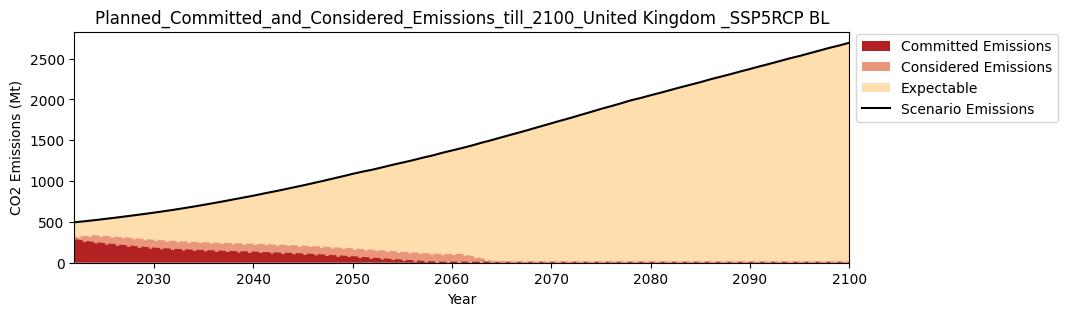 Planned_Committed_and_Considered_Emissions_till_2100_United Kingdom _SSP5RCP BL
CO2 Emissions (Mt)
2500
2000
1500
1000
500
0
2030 2040 2050 2060 2070 2080 2090 2100
Year
Committed Emissions
Considered Emissions
Expectable
Scenario Emissions